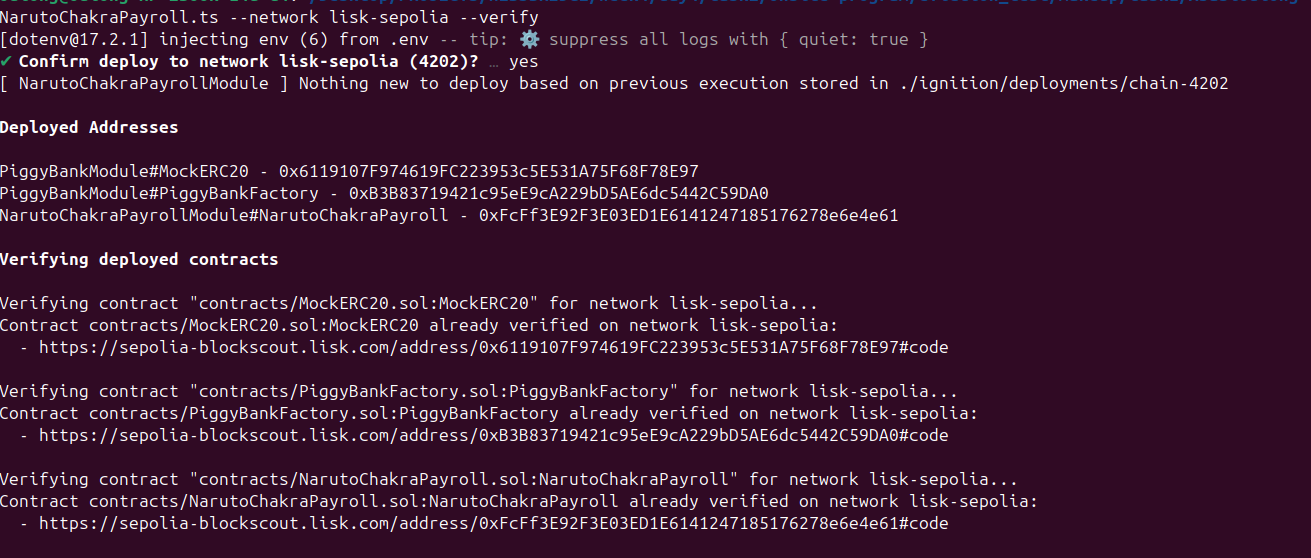 NarutoChakraPayroll.ts --network lisk-sepolia --verify
[dotenv@17.2.1] injecting env (6) from .env -- tip: ⚙️ suppress all logs with { quiet: true }
✔ Confirm deploy to network lisk-sepolia (4202)? … yes
[ NarutoChakraPayrollModule ] Nothing new to deploy based on previous execution stored in ./ignition/deployments/chain-4202
Deployed Addresses
PiggyBankModule#MockERC20 - 0x6119107F974619FC223953c5E531A75F68F78E97
PiggyBankModule#PiggyBankFactory - 0xB3B83719421c95eE9cA229bD5AE6dc5442C59DA0
NarutoChakraPayrollModule#NarutoChakraPayroll - 0xFcFf3E92F3E03ED1E6141247185176278e6e4e61
Verifying deployed contracts
Verifying contract "contracts/MockERC20.sol:MockERC20" for network lisk-sepolia...
Contract contracts/MockERC20.sol:MockERC20 already verified on network lisk-sepolia:
- https://sepolia-blockscout.lisk.com/address/0x6119107F974619FC223953c5E531A75F68F78E97#code
Verifying contract "contracts/PiggyBankFactory.sol:PiggyBankFactory" for network lisk-sepolia...
Contract contracts/PiggyBankFactory.sol:PiggyBankFactory already verified on network lisk-sepolia:
- https://sepolia-blockscout.lisk.com/address/0xB3B83719421c95eE9cA229bD5AE6dc5442C59DA0#code
Verifying contract "contracts/NarutoChakraPayroll.sol:NarutoChakraPayroll" for network lisk-sepolia...
Contract contracts/NarutoChakraPayroll.sol:NarutoChakraPayroll already verified on network lisk-sepolia:
- https://sepolia-blockscout.lisk.com/address/0xFcFf3E92F3E03ED1E6141247185176278e6e4e61#code